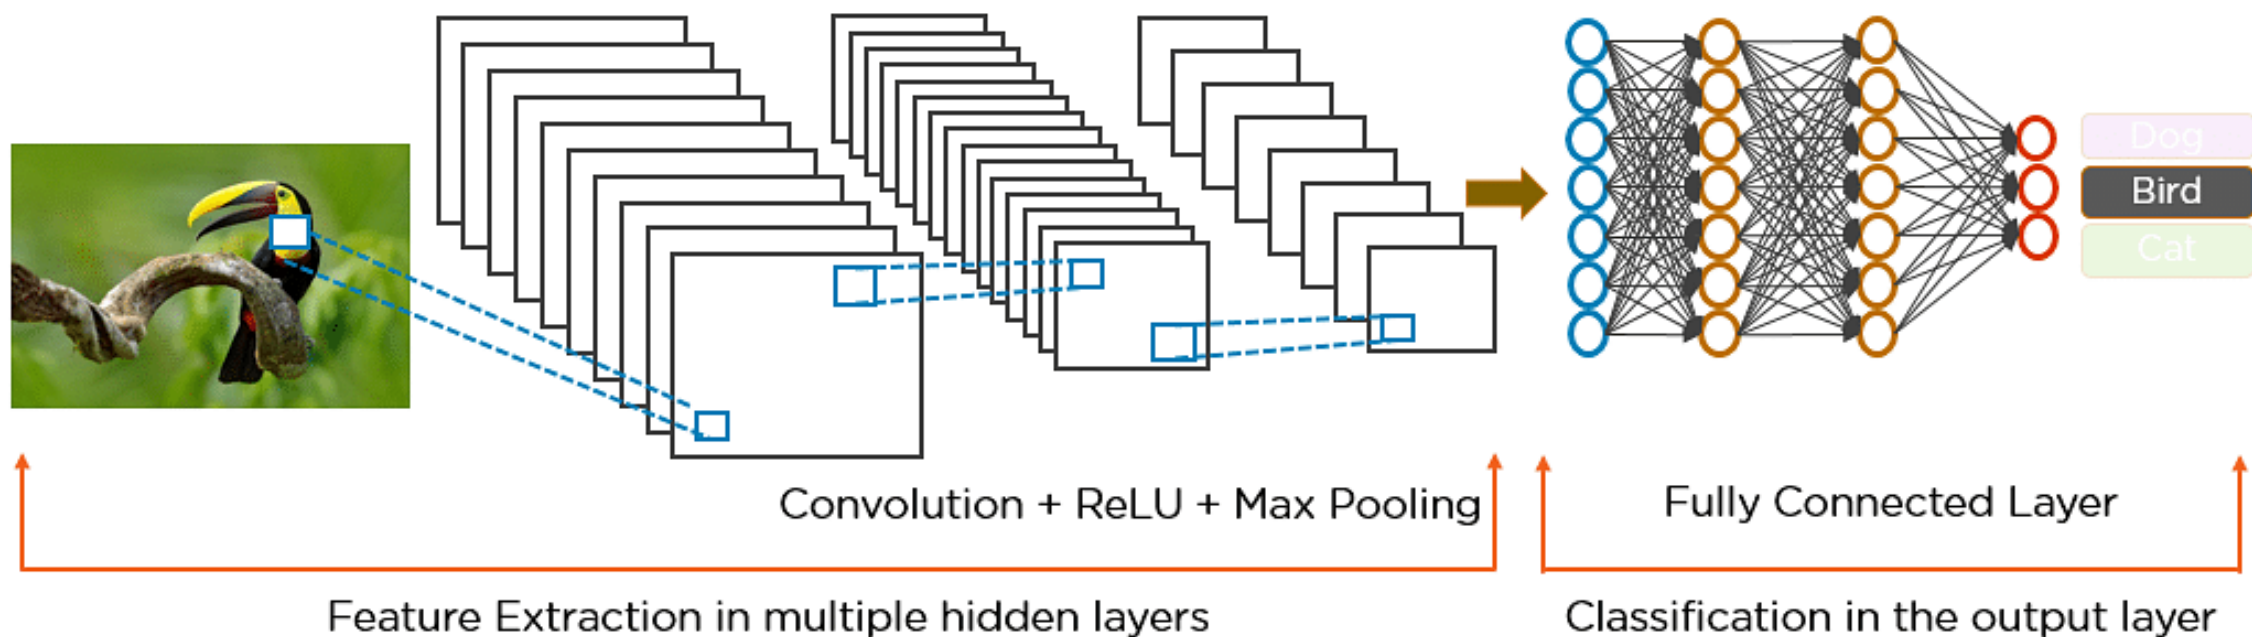 Dog
Bird
Cat
Convolution + ReLU + Max Pooling
Fully Connected Layer
Feature Extraction in multiple hidden layers
Classification in the output layer